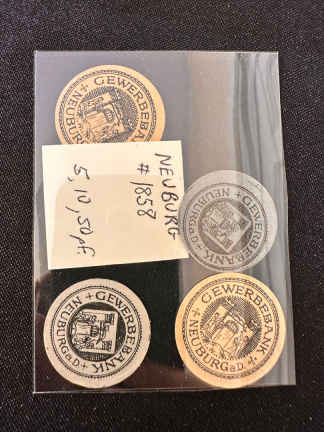 GEWERBEBANK + NEUBURG
NEUBURG
#1858
5, 10, 50 pf.
GEWERBEBANK + NEUBURG a.D. +
GEWERBEBANK + NEUBURG a.D. +
GEWERBEBANK + NEUBURG a.D. +